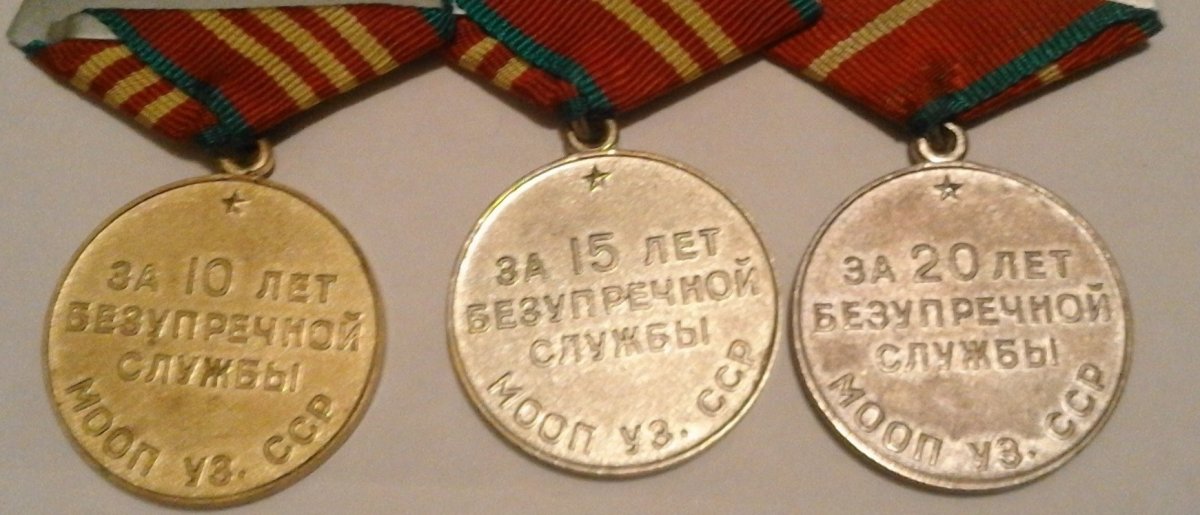 ЗА 10 ЛЕТ
БЕЗУПРЕЧНОЙ
СЛУЖБЫ
МООП УЗ. ССР
ЗА 15 ЛЕТ
БЕЗУПРЕЧНОЙ
СЛУЖБЫ
МООП УЗ. ССР
ЗА 20 ЛЕТ
БЕЗУПРЕЧНОЙ
СЛУЖБЫ
МООП УЗ. ССР